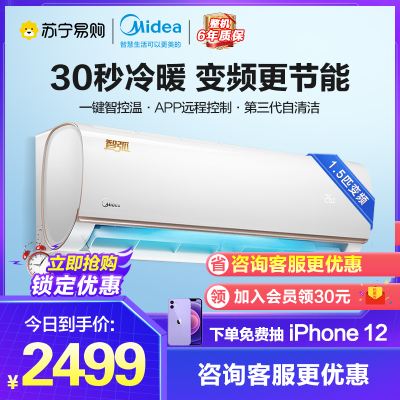 苏宁易购
Midea
智慧生活可以更美的
整机
6年质保
30秒冷暖 变频更节能
一键智控温·APP远程控制·第三代自清洁
智弧
1.5匹变频
Midea
26
立即抢购
锁定优惠
省 咨询客服更优惠
领 加入会员领30元
今日到手价:
¥2499
下单免费抽 iPhone 12
咨询客服更优惠